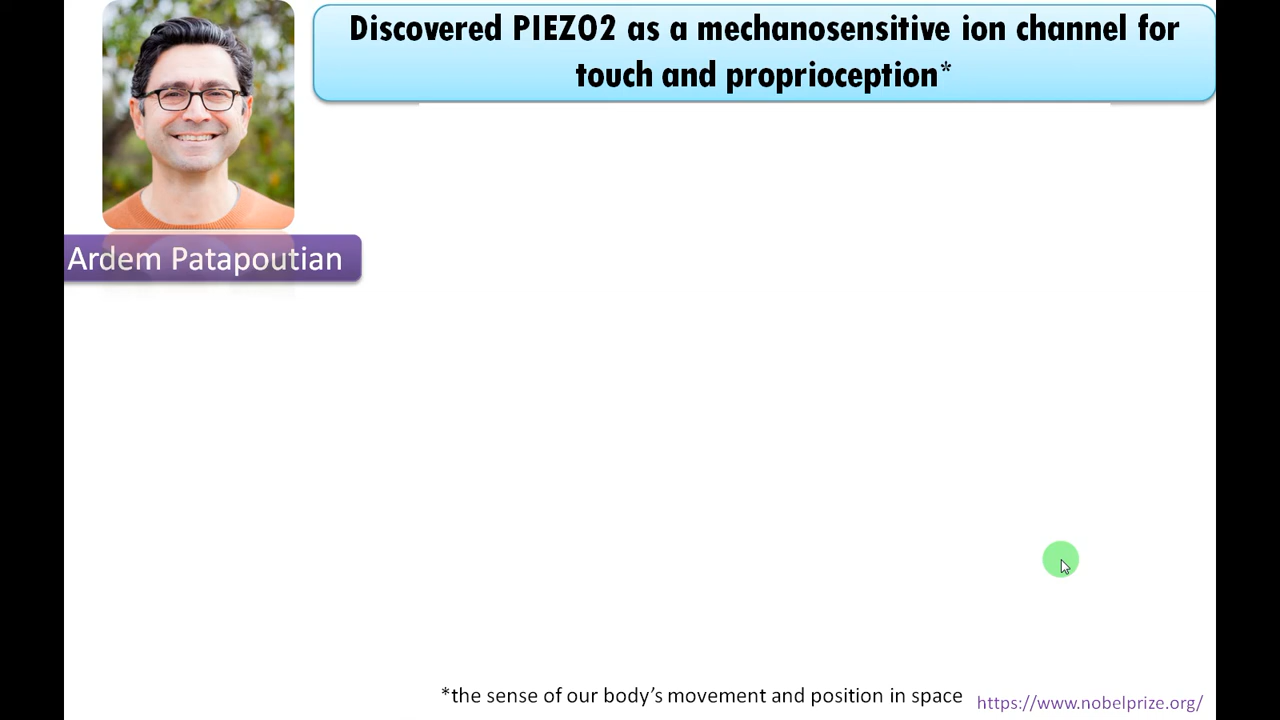 Discovered PIEZO2 as a mechanosensitive ion channel for
touch and proprioception*
Ardem Patapoutian
*the sense of our body's movement and position in space
https://www.nobelprize.org/